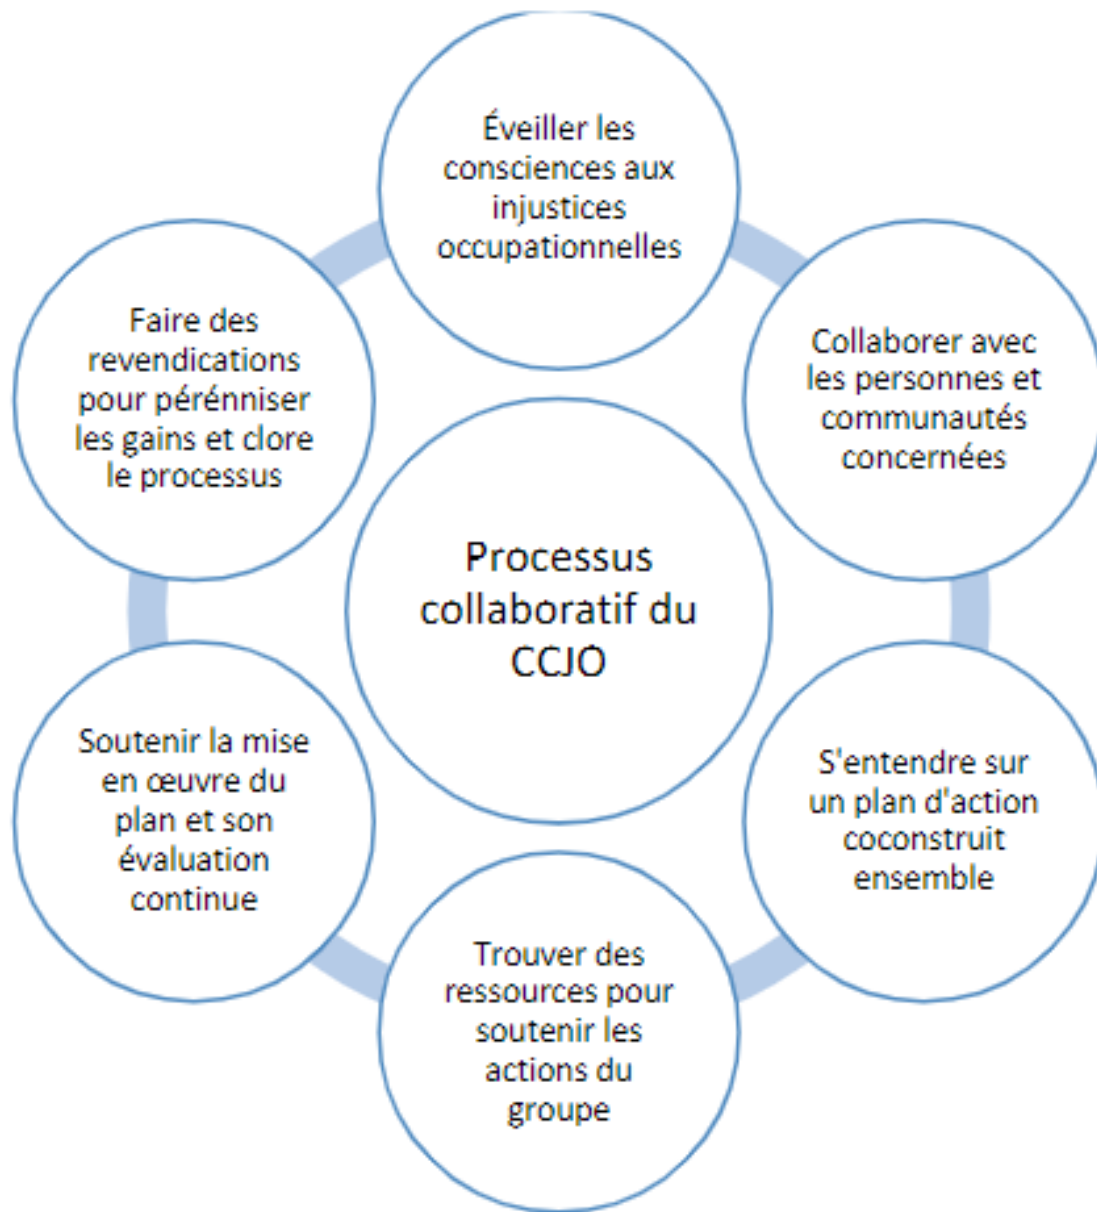 Éveiller les
consciences aux
injustices
occupationnelles
Collaborer avec
les personnes et
communautés
concernées
S'entendre sur
un plan d'action
coconstruit
ensemble
Trouver des
ressources pour
soutenir les
actions du
groupe
Soutenir la mise
en œuvre du
plan et son
évaluation
continue
Faire des
revendications
pour pérénniser
les gains et clore
le processus
Processus
collaboratif du
CCJO